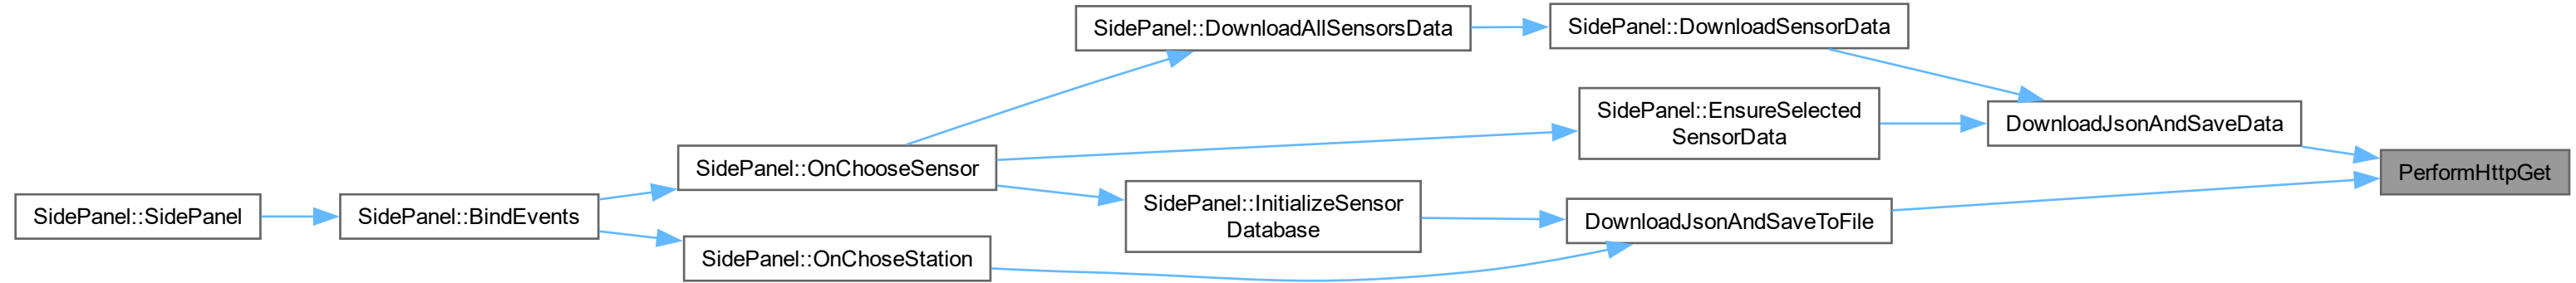 SidePanel::SidePanel
SidePanel::BindEvents
SidePanel::OnChooseSensor
SidePanel::OnChoseStation
SidePanel::DownloadAllSensorsData
SidePanel::InitializeSensor
Database
SidePanel::DownloadSensorData
SidePanel::EnsureSelected
SensorData
DownloadJsonAndSaveToFile
DownloadJsonAndSaveData
PerformHttpGet